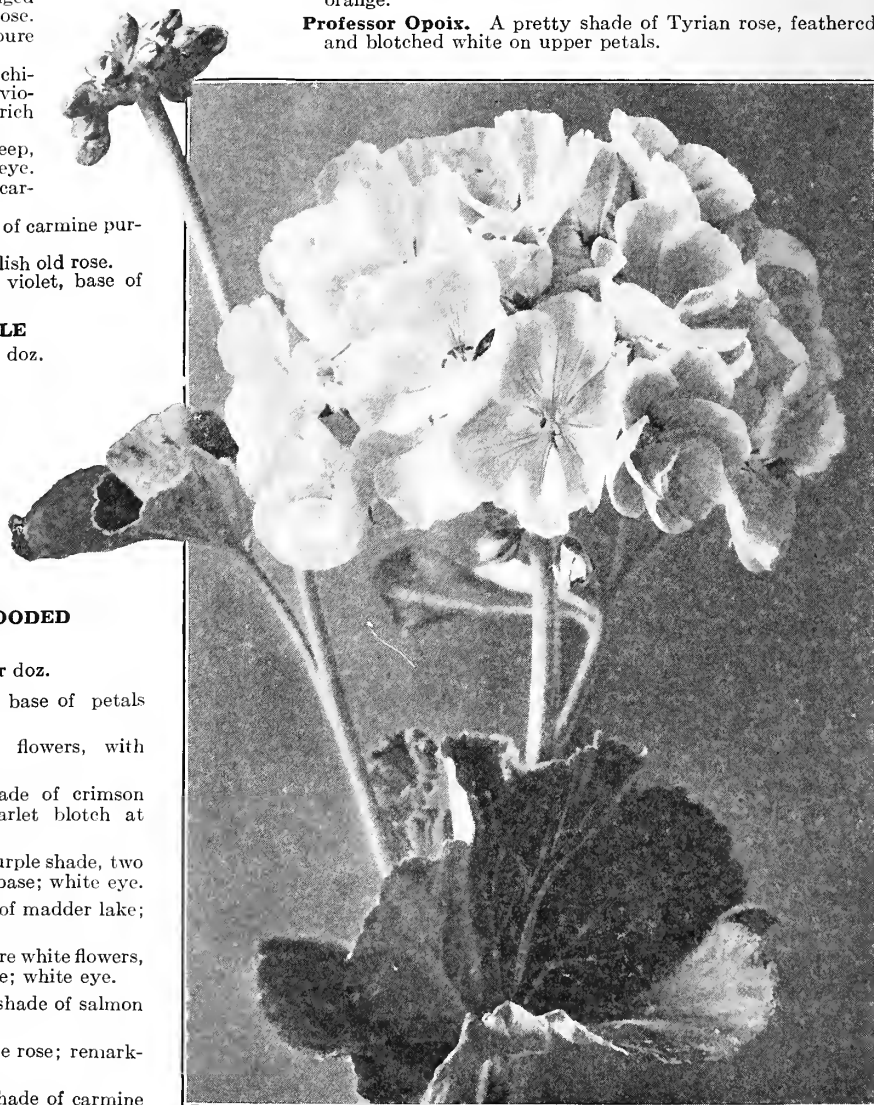 ose.
oure
chi-
vio-
rich
eep,
eye.
car-
of carmine pur-
lish old rose.
violet, base of
LE
doz.
OODED
r doz.
base of petals
flowers, with
ade of crimson
arlet blotch at
urple shade, two
base; white eye.
of madder lake;
re white flowers,
e; white eye.
shade of salmon
e rose; remark-
hade of carmine
orange.
Professor Opoix. A pretty shade of Tyrian rose, feathered
and blotched white on upper petals.